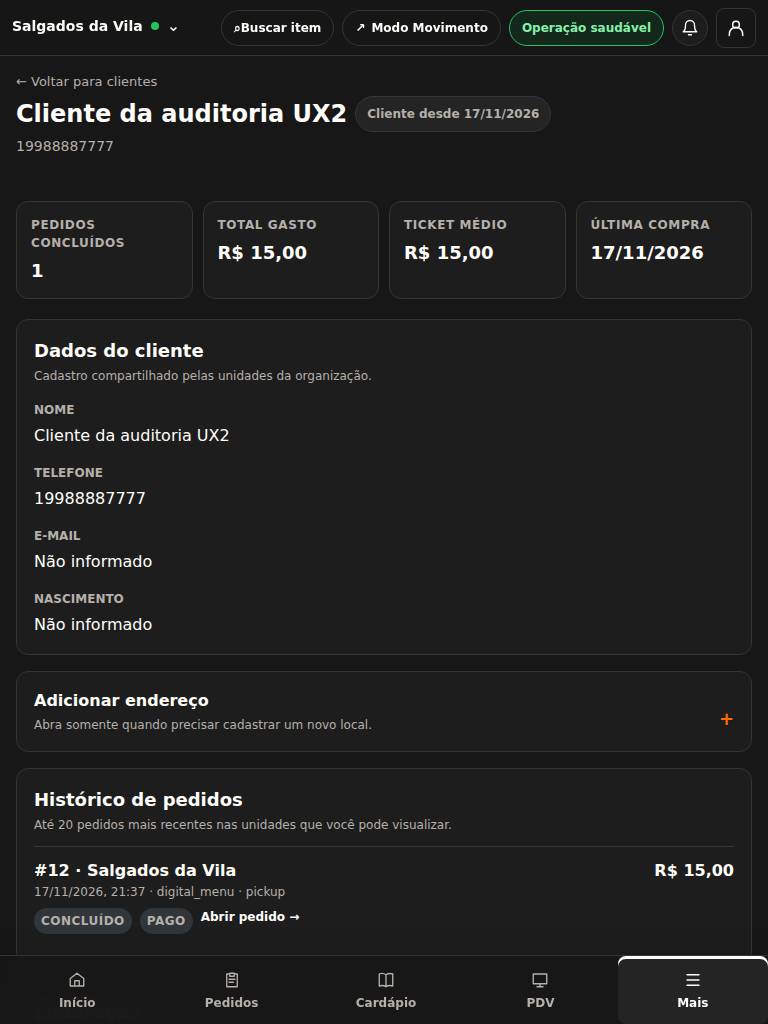 Salgados da Vila
Buscar item
↗ Modo Movimento
Operação saudável
← Voltar para clientes
Cliente da auditoria UX2
Cliente desde 17/11/2026
19988887777
PEDIDOS CONCLUÍDOS
1
TOTAL GASTO
R$ 15,00
TICKET MÉDIO
R$ 15,00
ÚLTIMA COMPRA
17/11/2026
Dados do cliente
Cadastro compartilhado pelas unidades da organização.
NOME
Cliente da auditoria UX2
TELEFONE
19988887777
E-MAIL
Não informado
NASCIMENTO
Não informado
Adicionar endereço
Abra somente quando precisar cadastrar um novo local.
+
Histórico de pedidos
Até 20 pedidos mais recentes nas unidades que você pode visualizar.
#12 · Salgados da Vila
R$ 15,00
17/11/2026, 21:37 · digital_menu · pickup
CONCLUÍDO
PAGO
Abrir pedido →
Início
Pedidos
Cardápio
PDV
Mais